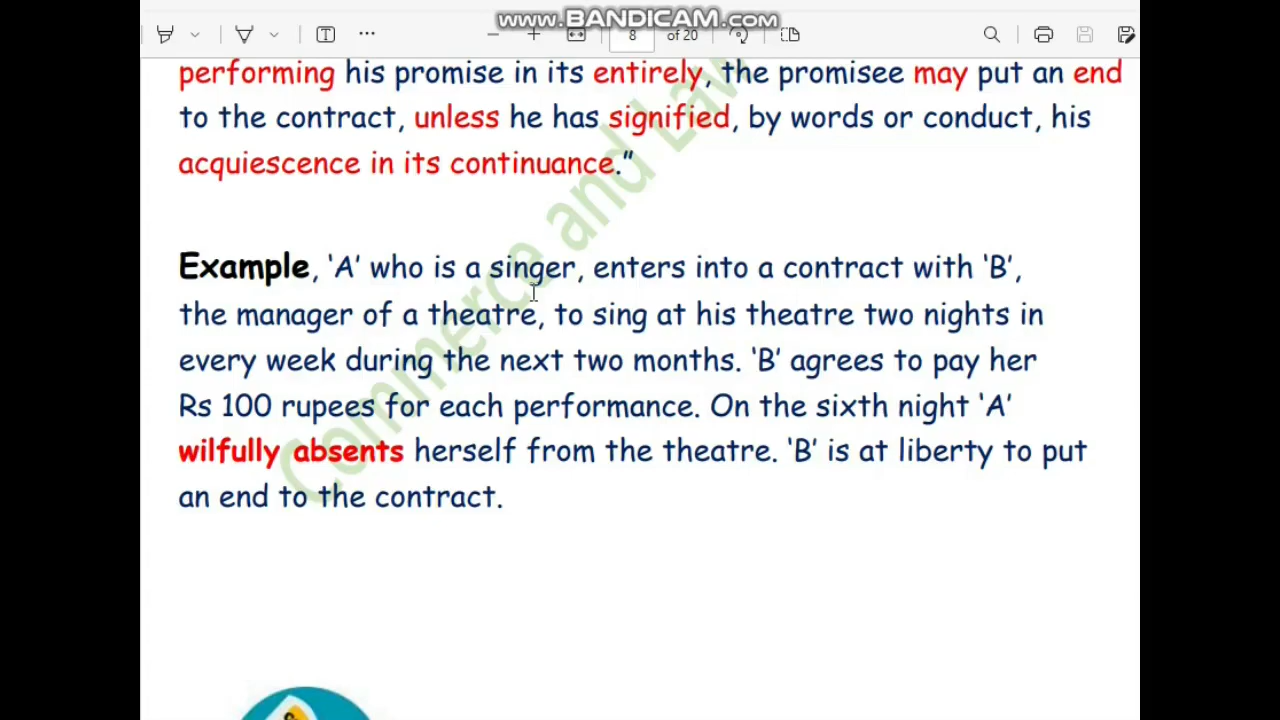 www.BANDICAM.com
8 of 20
performing his promise in its entirely, the promisee may put an end
to the contract, unless he has signified, by words or conduct, his
acquiescence in its continuance.”
Commerce and Law
Example, ‘A’ who is a singer, enters into a contract with ‘B’,
the manager of a theatre, to sing at his theatre two nights in
every week during the next two months. ‘B’ agrees to pay her
Rs 100 rupees for each performance. On the sixth night ‘A’
wilfully absents herself from the theatre. ‘B’ is at liberty to put
an end to the contract.